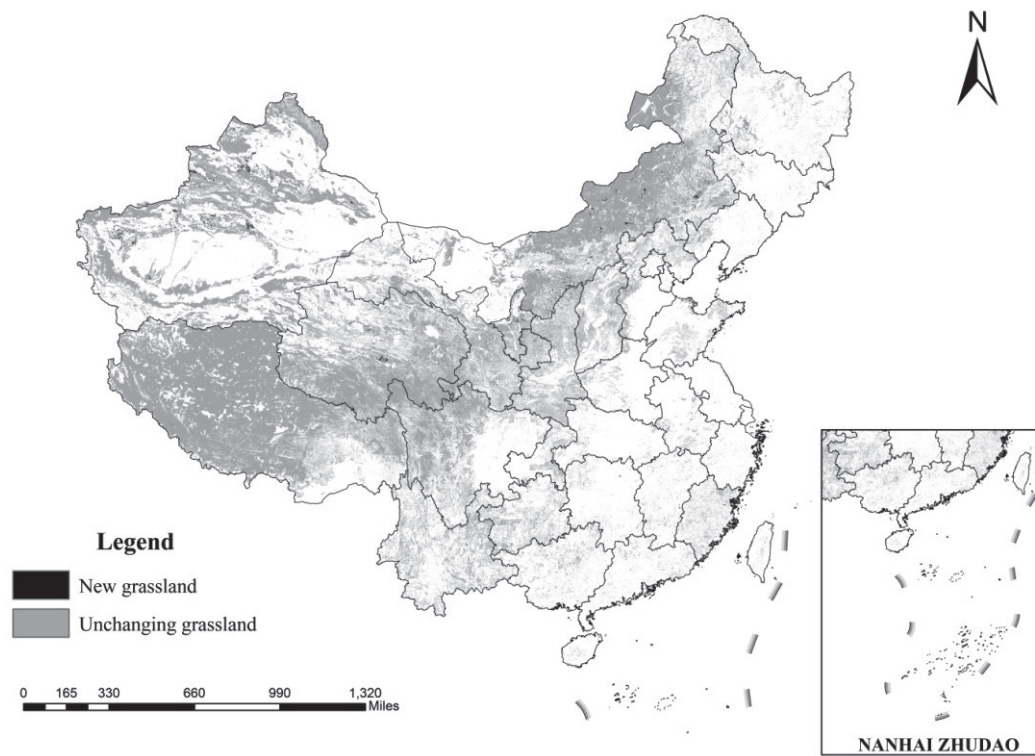 N
Legend
New grassland
Unchanging grassland
0 165 330 660 990 1,320
Miles
NANHAI ZHUDAO